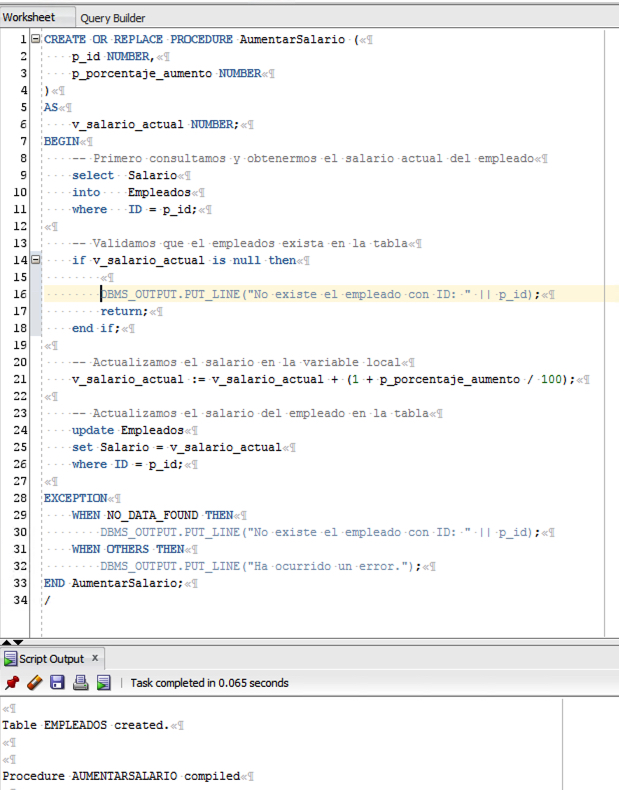 Worksheet Query Builder
1 CREATE OR REPLACE PROCEDURE AumentarSalario (
2 p_id NUMBER,
3 p_porcentaje_aumento NUMBER
4 )
5 AS
6 v_salario_actual NUMBER;
7 BEGIN
8 -- Primero consultamos y obtenermos el salario actual del empleado
9 select Salario
10 into Empleados
11 where ID = p_id;
12
13 -- Validamos que el empleados exista en la tabla
14 if v_salario_actual is null then
15
16 DBMS_OUTPUT.PUT_LINE("No existe el empleado con ID: " || p_id);
17 return;
18 end if;
19
20 -- Actualizamos el salario en la variable local
21 v_salario_actual := v_salario_actual + (1 + p_porcentaje_aumento / 100);
22
23 -- Actualizamos el salario del empleado en la tabla
24 update Empleados
25 set Salario = v_salario_actual
26 where ID = p_id;
27
28 EXCEPTION
29 WHEN NO_DATA_FOUND THEN
30 DBMS_OUTPUT.PUT_LINE("No existe el empleado con ID: " || p_id);
31 WHEN OTHERS THEN
32 DBMS_OUTPUT.PUT_LINE("Ha ocurrido un error.");
33 END AumentarSalario;
34 /
Script Output x
Task completed in 0.065 seconds
Table EMPLEADOS created.
Procedure AUMENTARSALARIO compiled